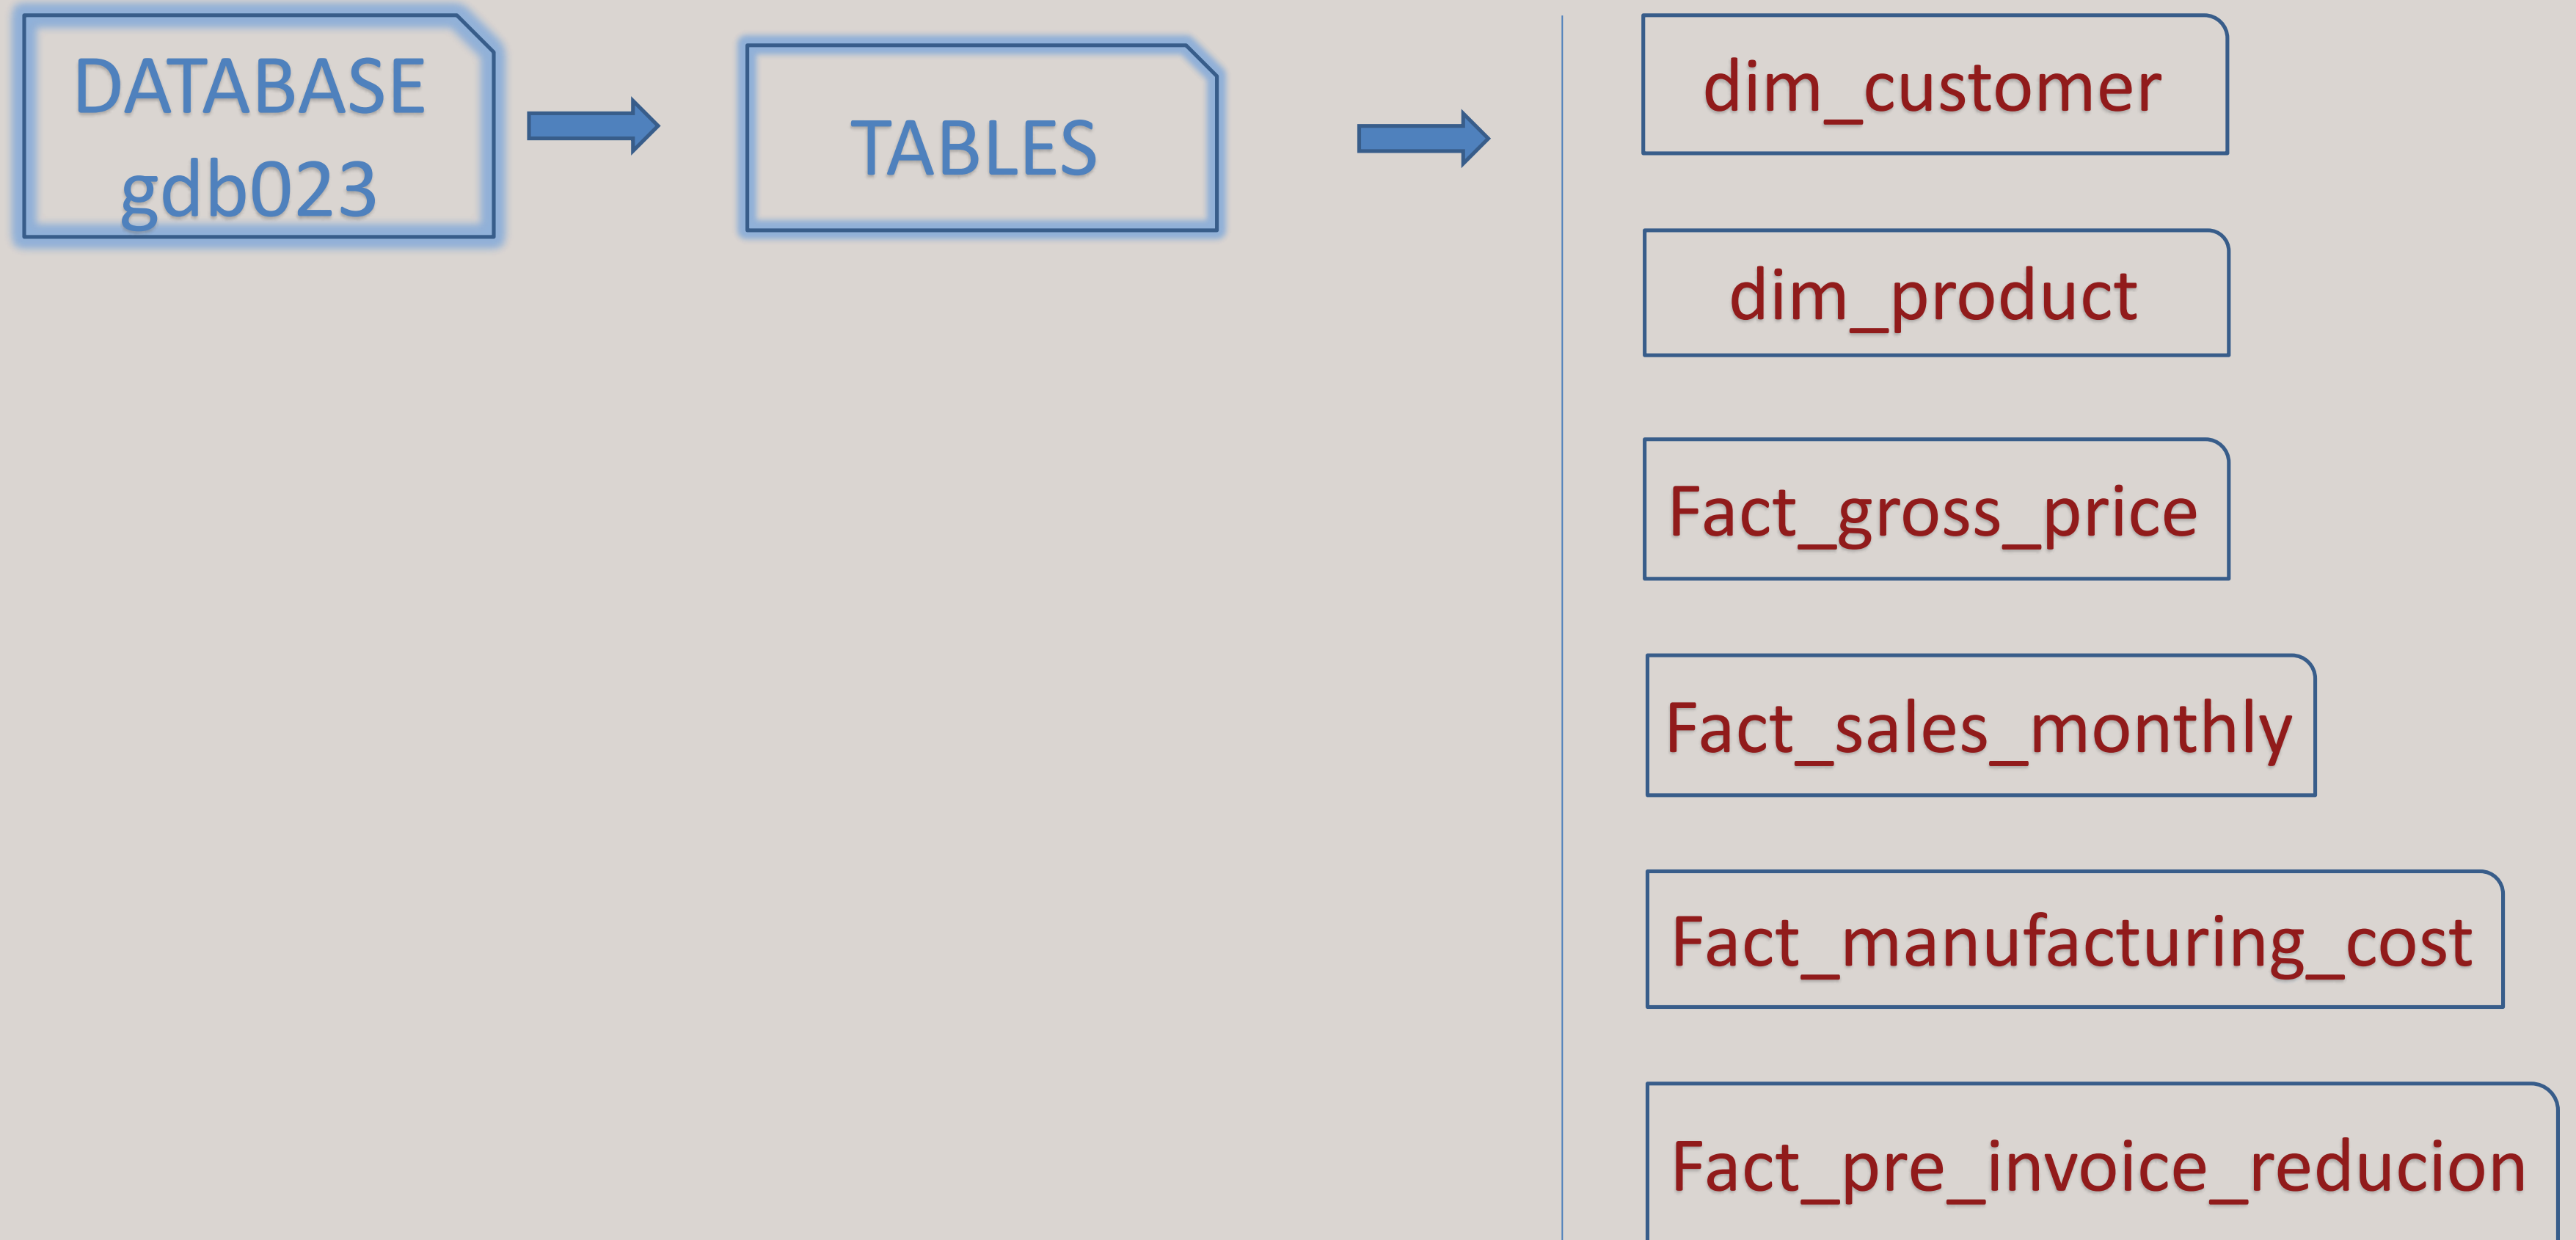 DATABASE
gdb023
TABLES
dim_customer
dim_product
Fact_gross_price
Fact_sales_monthly
Fact_manufacturing_cost
Fact_pre_invoice_reducion